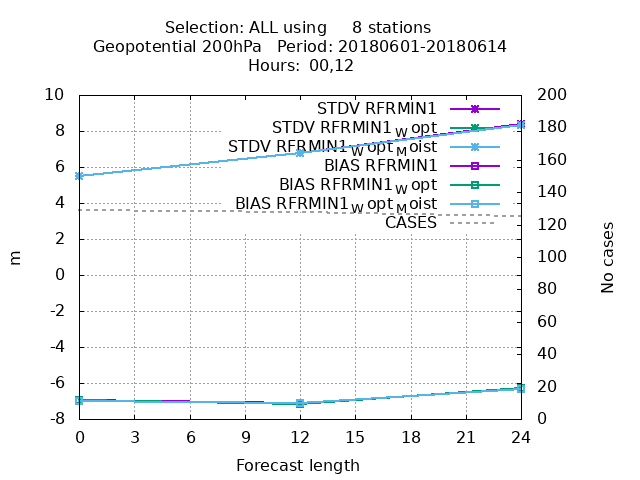 Selection: ALL using     8 stations
Geopotential 200hPa   Period: 20180601-20180614
Hours: 00,12
10
8
6
4
2
0
-2
-4
-6
-8
m
200
180
160
140
120
100
80
60
40
20
0
No cases
STDV RFRMIN1
STDV RFRMIN1_W opt
STDV RFRMIN1_W opt_M oist
BIAS RFRMIN1
BIAS RFRMIN1_W opt
BIAS RFRMIN1_W opt_M oist
CASES
0 3 6 9 12 15 18 21 24
Forecast length